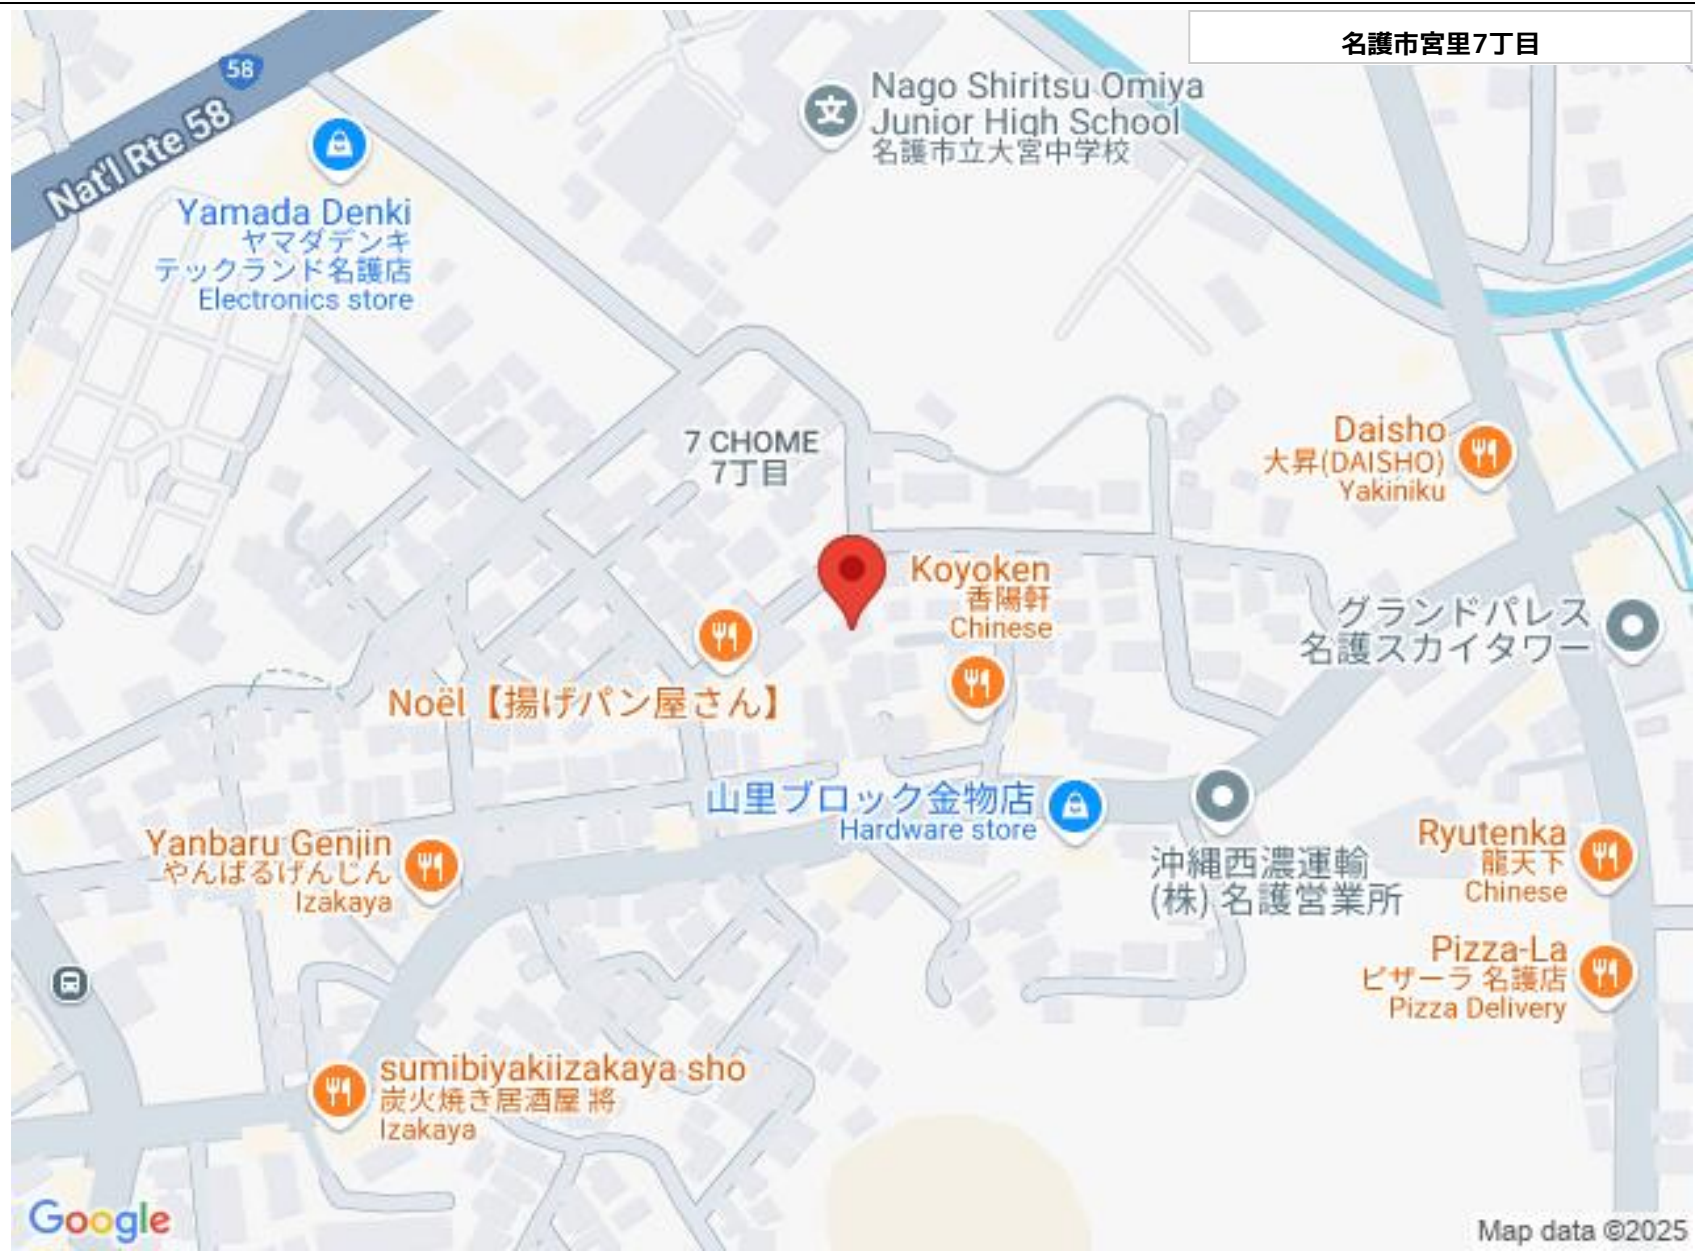 名護市宮里7丁目
58
Nat'l Rte 58
Nago Shiritsu Omiya
Junior High School
名護市立大宮中学校
Yamada Denki
ヤマダデンキ
テックランド名護店
Electronics store
7 CHOME
7丁目
Daisho
大昇(DAISHO)
Yakiniku
Koyoken
香陽軒
Chinese
グランドパレス
名護スカイタワー
Noël【揚げパン屋さん】
山里ブロック金物店
Hardware store
Yanbaru Genjin
やんばるげんじん
Izakaya
沖縄西濃運輸
(株) 名護営業所
Ryutenka
龍天下
Chinese
Pizza-La
ピザーラ 名護店
Pizza Delivery
sumibiyakiizakaya sho
炭火焼き居酒屋 將
Izakaya
Google
Map data ©2025